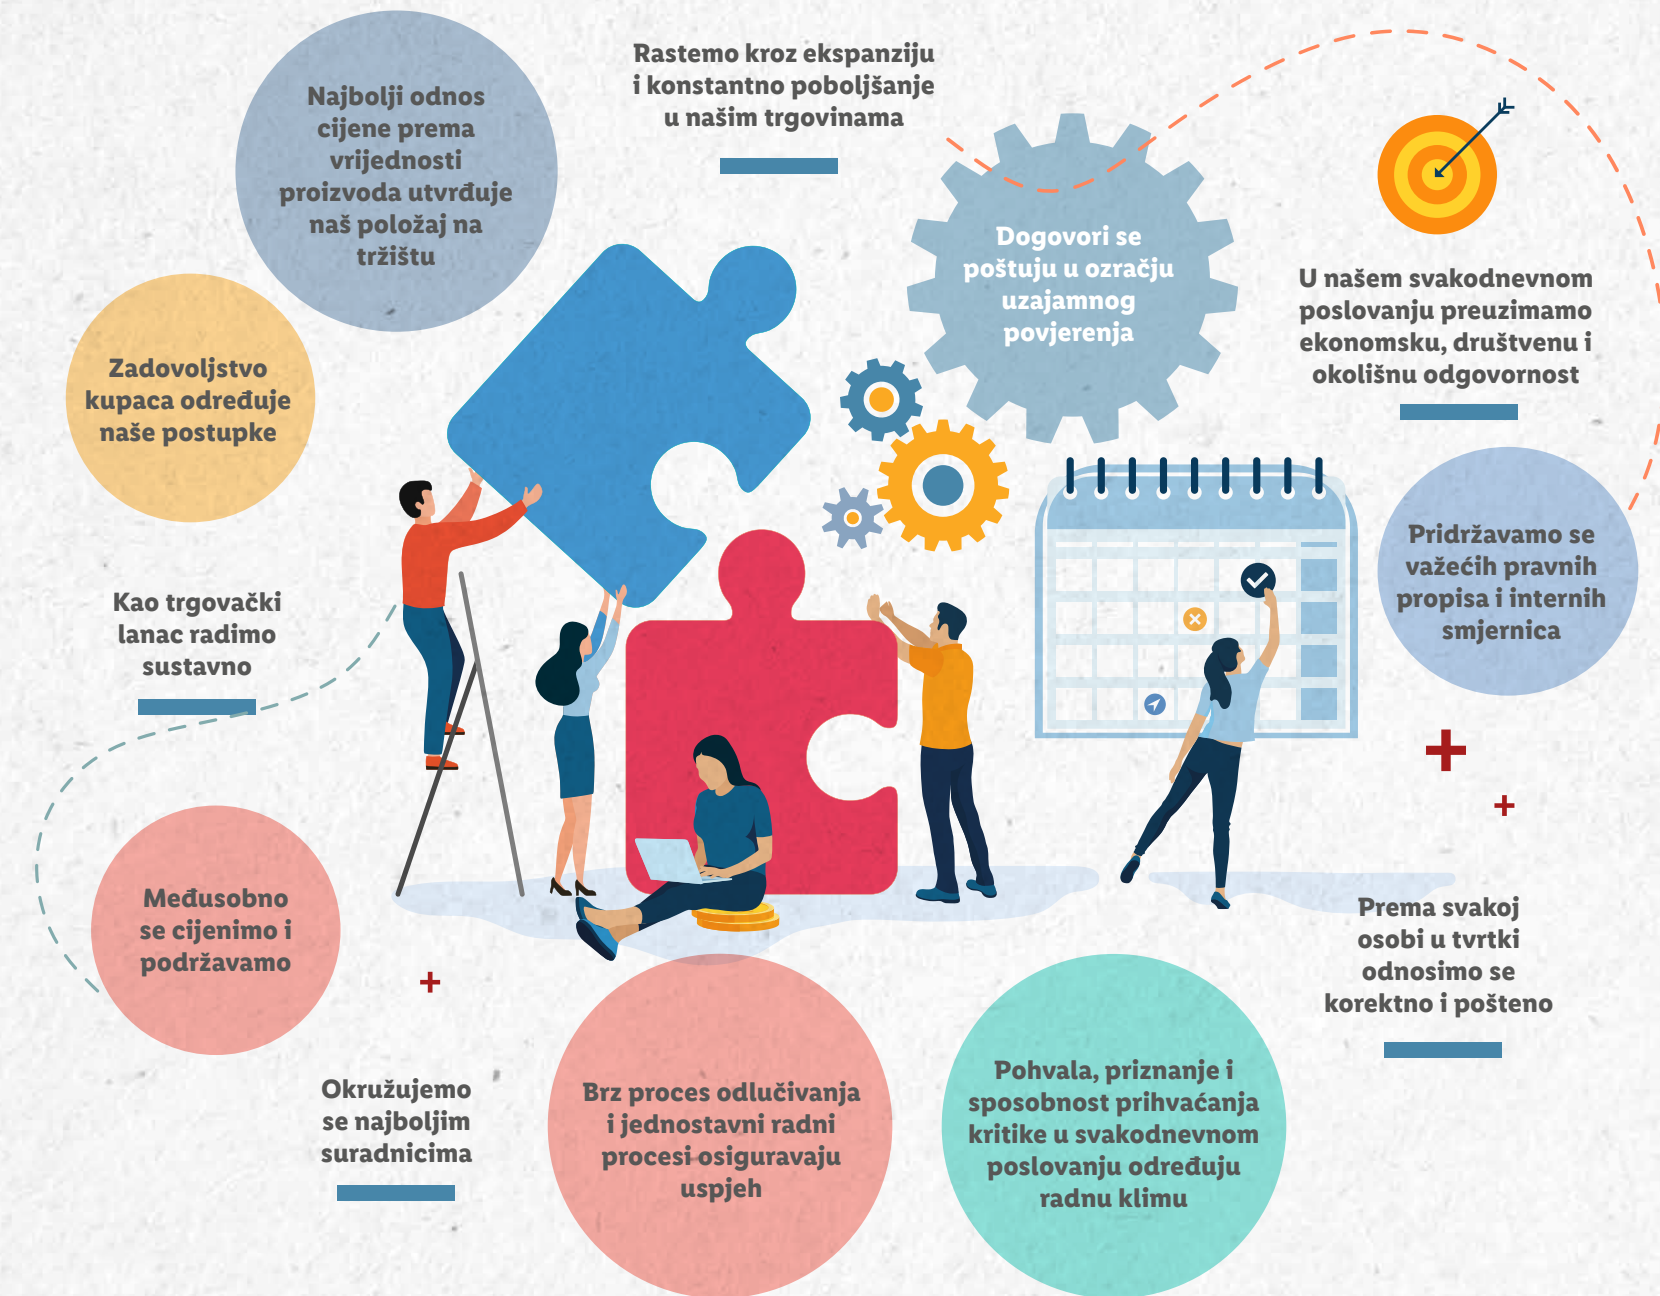 Rastemo kroz ekspanziju
i konstantno poboljšanje
u našim trgovinama
Najbolji odnos
cijene prema
vrijednosti
proizvoda utvrđuje
naš položaj na
tržištu
Dogovori se
poštuju u ozračju
uzajamnog
povjerenja
U našem svakodnevnom
poslovanju preuzimamo
ekonomsku, društvenu i
okolišnu odgovornost
Zadovoljstvo
kupaca određuje
naše postupke
Pridržavamo se
važećih pravnih
propisa i internih
smjernica
Kao trgovački
lanac radimo
sustavno
Međusobno
se cijenimo i
podržavamo
Prema svakoj
osobi u tvrtki
odnosimo se
korektno i pošteno
Okružujemo
se najboljim
suradnicima
Brz proces odlučivanja
i jednostavni radni
procesi osiguravaju
uspjeh
Pohvala, priznanje i
sposobnost prihvaćanja
kritike u svakodnevnom
poslovanju određuju
radnu klimu